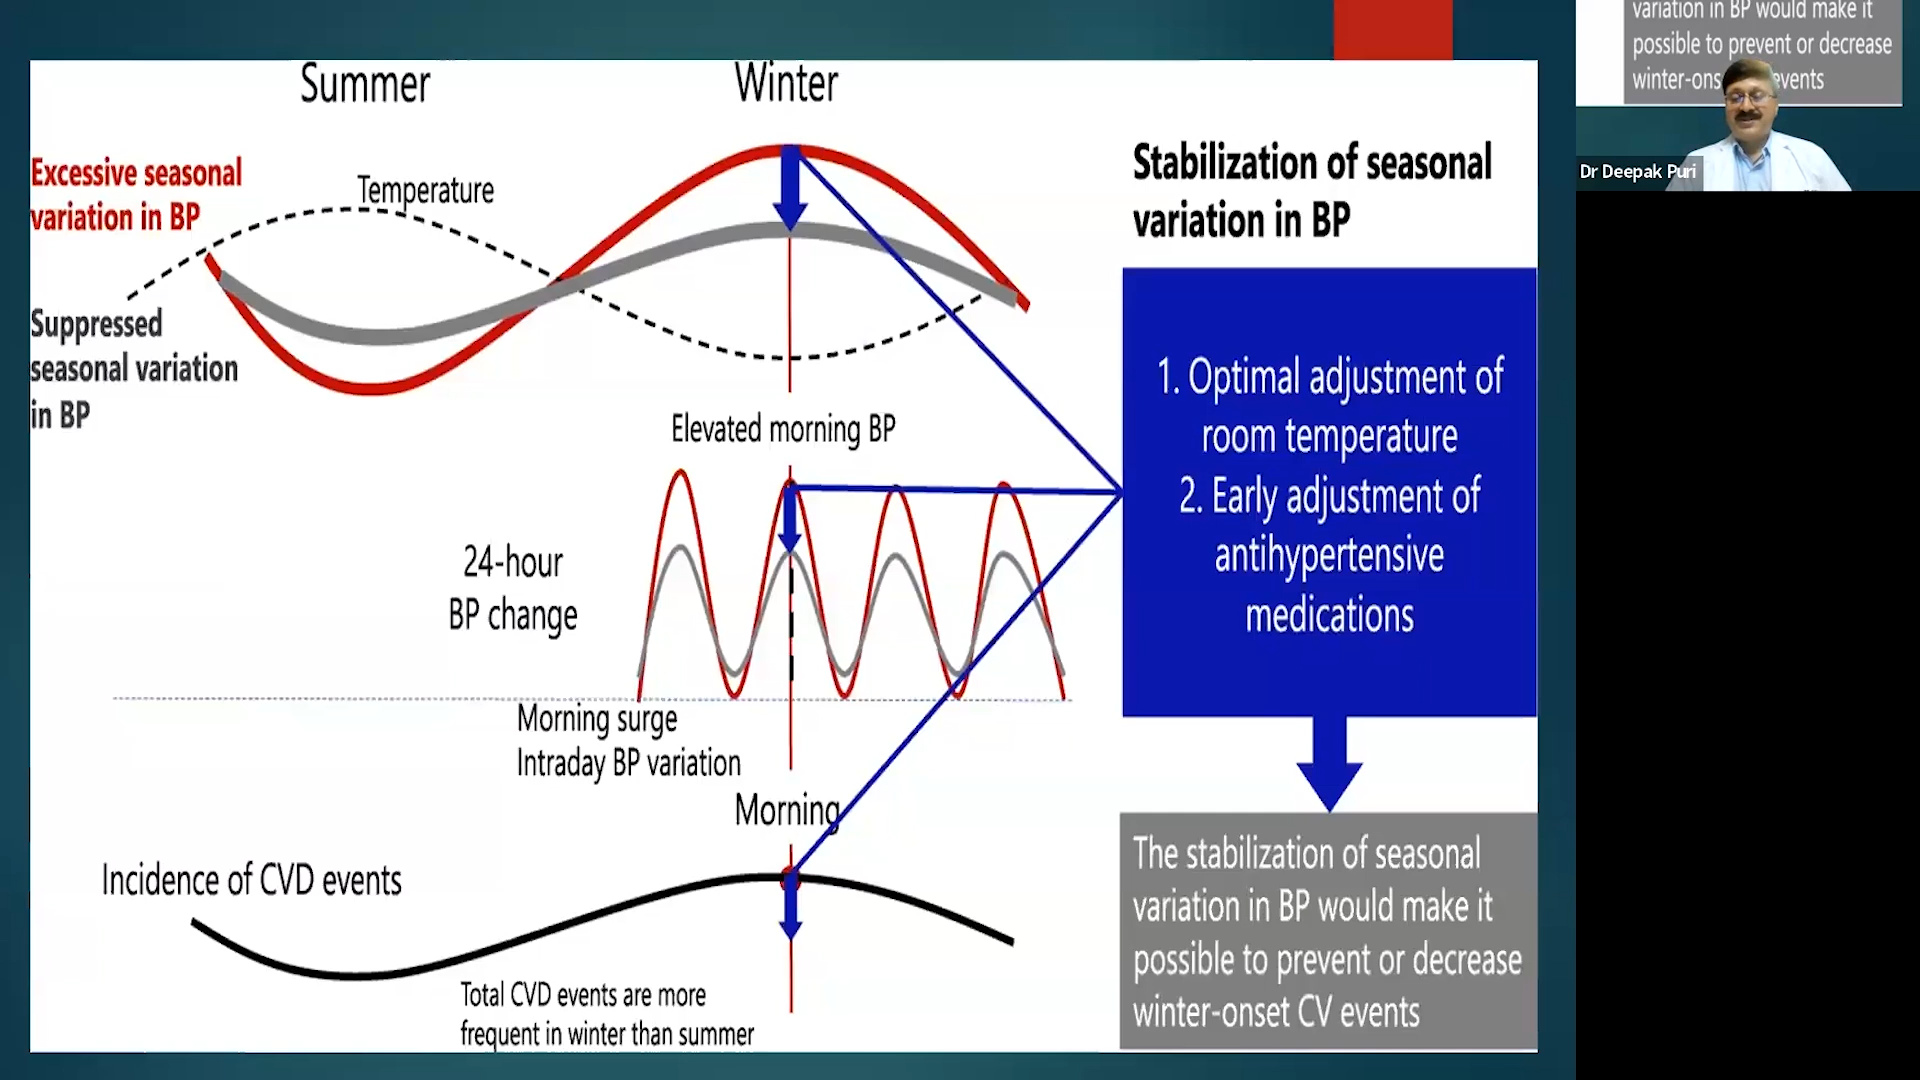 Summer
Winter
Excessive seasonal
variation in BP
Temperature
Suppressed
seasonal variation
in BP
Elevated morning BP
24-hour
BP change
Morning surge
Intraday BP variation
Morning
Incidence of CVD events
Total CVD events are more
frequent in winter than summer
Stabilization of seasonal
variation in BP
1. Optimal adjustment of
room temperature
2. Early adjustment of
antihypertensive
medications
The stabilization of seasonal
variation in BP would make it
possible to prevent or decrease
winter-onset CV events
variation in BP would make it
possible to prevent or decrease
winter-ons events
Dr Deepak Puri